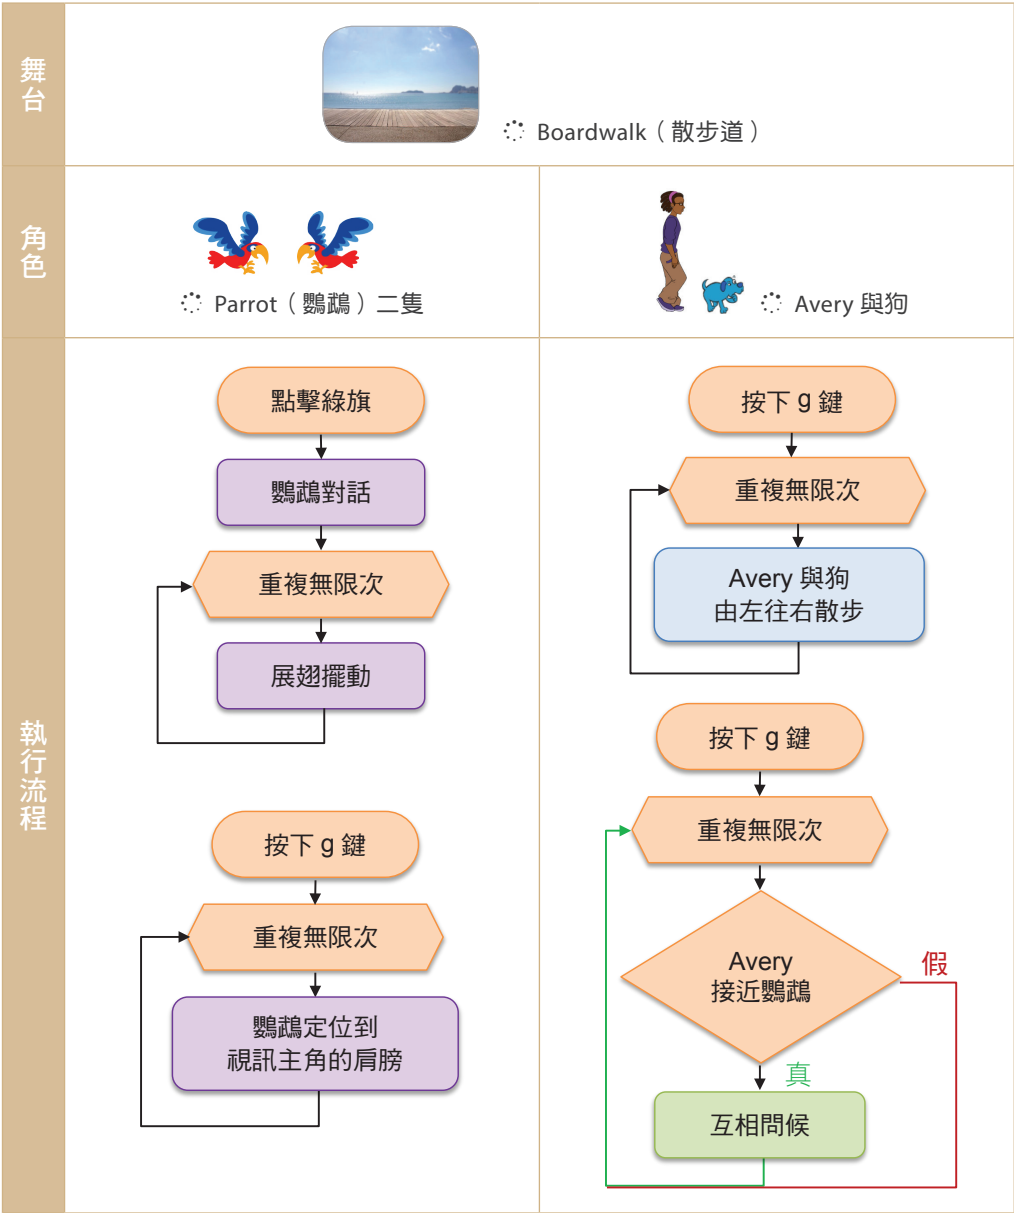 舞台
Boardwalk（散步道）
角色
Parrot（鸚鵡）二隻
Avery 與狗
執行流程
點擊綠旗
鸚鵡對話
重複無限次
展翅擺動
按下 g 鍵
重複無限次
鸚鵡定位到
視訊主角的肩膀
按下 g 鍵
重複無限次
Avery 與狗
由左往右散步
按下 g 鍵
重複無限次
Avery
接近鸚鵡
假
真
互相問候